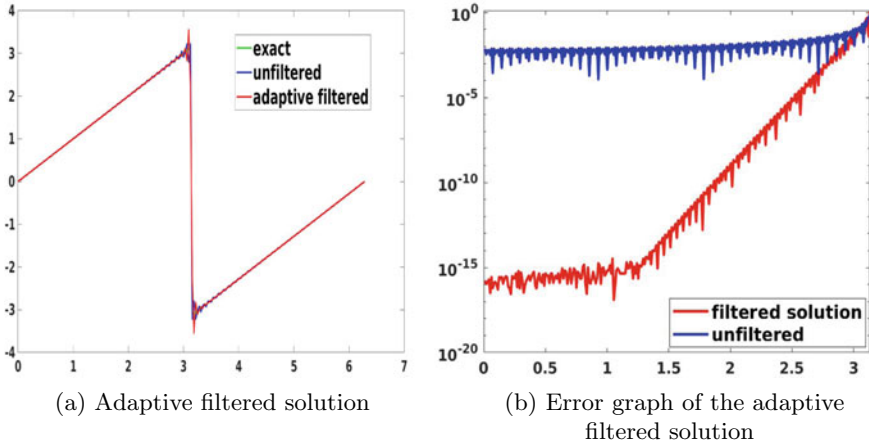 4
3
2
1
0
-1
-2
-3
-4
0 1 2 3 4 5 6 7
exact
unfiltered
adaptive filtered
(a) Adaptive filtered solution
10^0
10^-5
10^-10
10^-15
10^-20
0 0.5 1 1.5 2 2.5 3
filtered solution
unfiltered
(b) Error graph of the adaptive
filtered solution